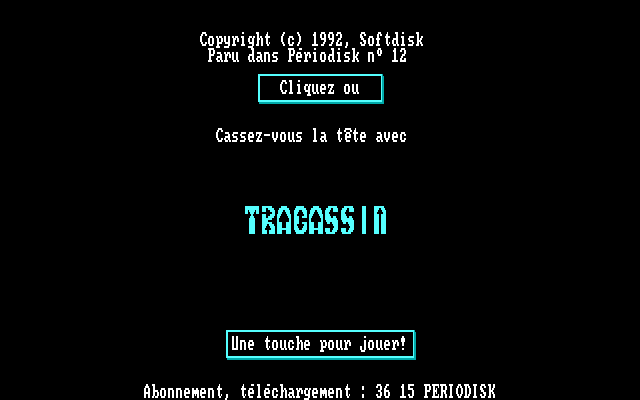 Copyright (c) 1992, Softdisk
Paru dans Périodisk n° 12
Cliquez ou
Cassez-vous la t@te avec
TRACASSIN
Une touche pour jouer!
Abonnement, téléchargement : 36 15 PERIODISK